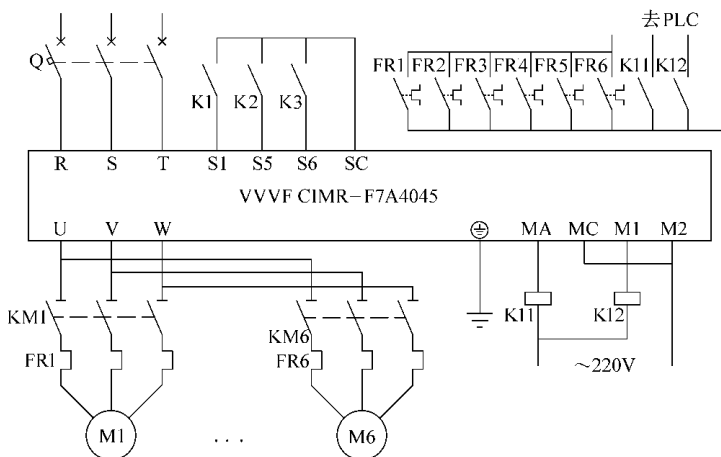 去PLC
Q
K1 K2 K3
FR1 FR2 FR3 FR4 FR5 FR6 K11 K12
R S T S1 S5 S6 SC
VVVF CIMR-F7A4045
U V W MA MC M1 M2
KM1
KM6
K11 K12
FR1 FR6
~220V
M1 ... M6